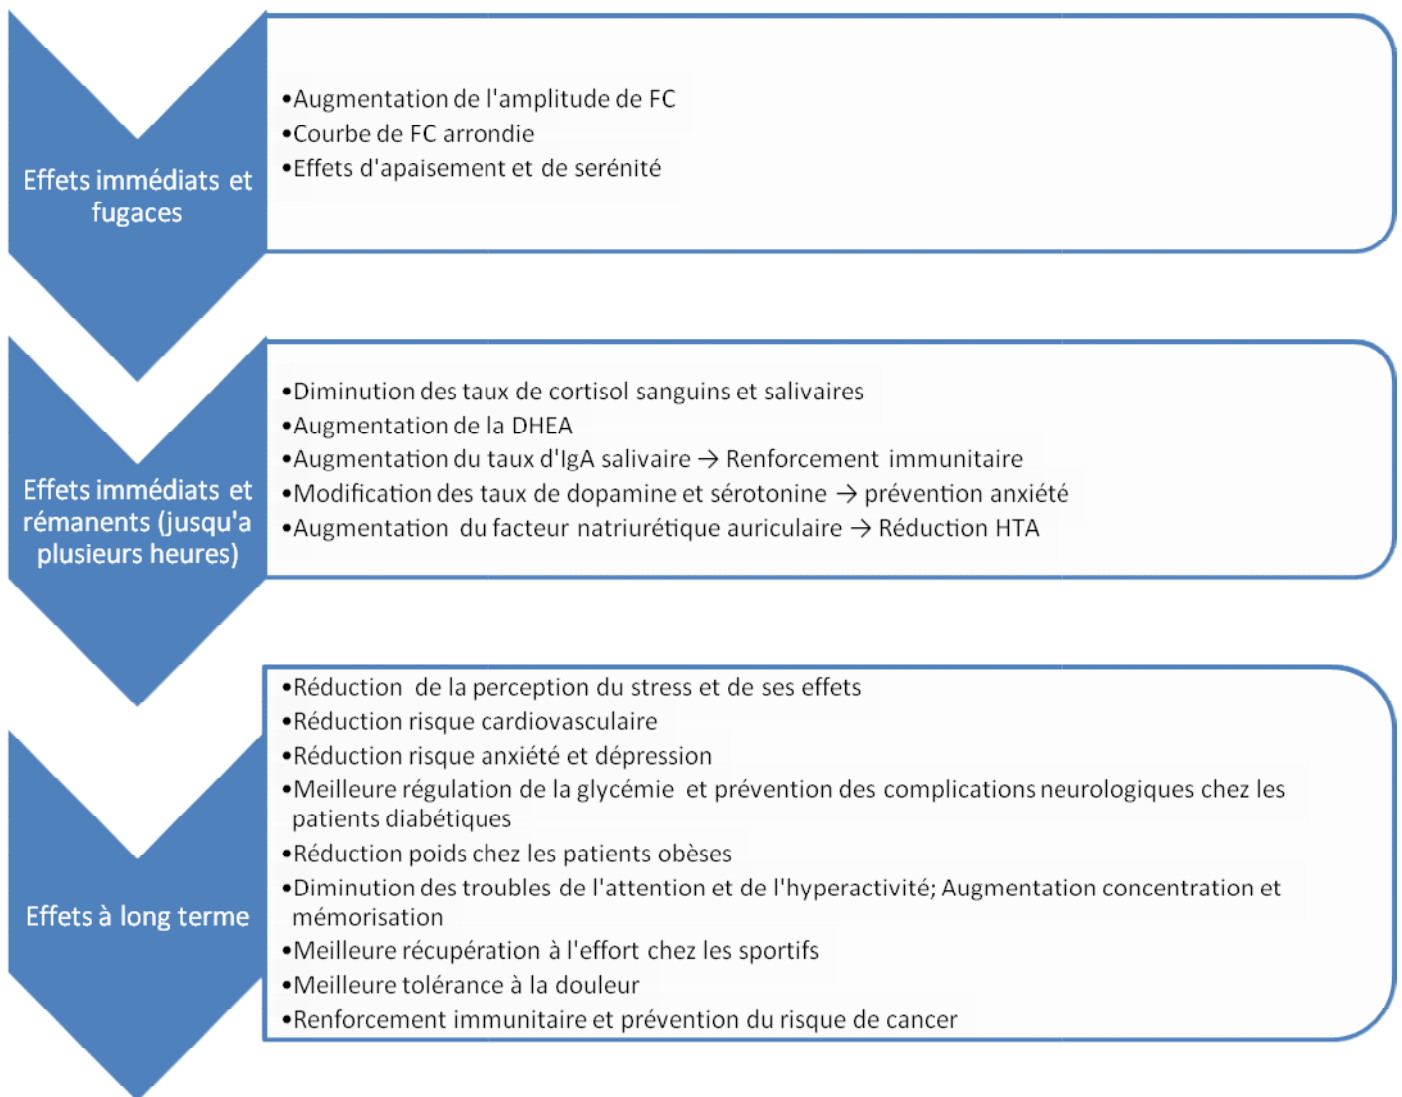 Effets immédiats et
fugaces
•Augmentation de l'amplitude de FC
•Courbe de FC arrondie
•Effets d'apaisement et de serénité
Effets immédiats et
rémanents (jusqu'a
plusieurs heures)
•Diminution des taux de cortisol sanguins et salivaires
•Augmentation de la DHEA
•Augmentation du taux d'IgA salivaire → Renforcement immunitaire
•Modification des taux de dopamine et sérotonine → prévention anxiété
•Augmentation du facteur natriurétique auriculaire → Réduction HTA
Effets à long terme
•Réduction de la perception du stress et de ses effets
•Réduction risque cardiovasculaire
•Réduction risque anxiété et dépression
•Meilleure régulation de la glycémie et prévention des complications neurologiques chez les
patients diabétiques
•Réduction poids chez les patients obèses
•Diminution des troubles de l'attention et de l'hyperactivité; Augmentation concentration et
mémorisation
•Meilleure récupération à l'effort chez les sportifs
•Meilleure tolérance à la douleur
•Renforcement immunitaire et prévention du risque de cancer